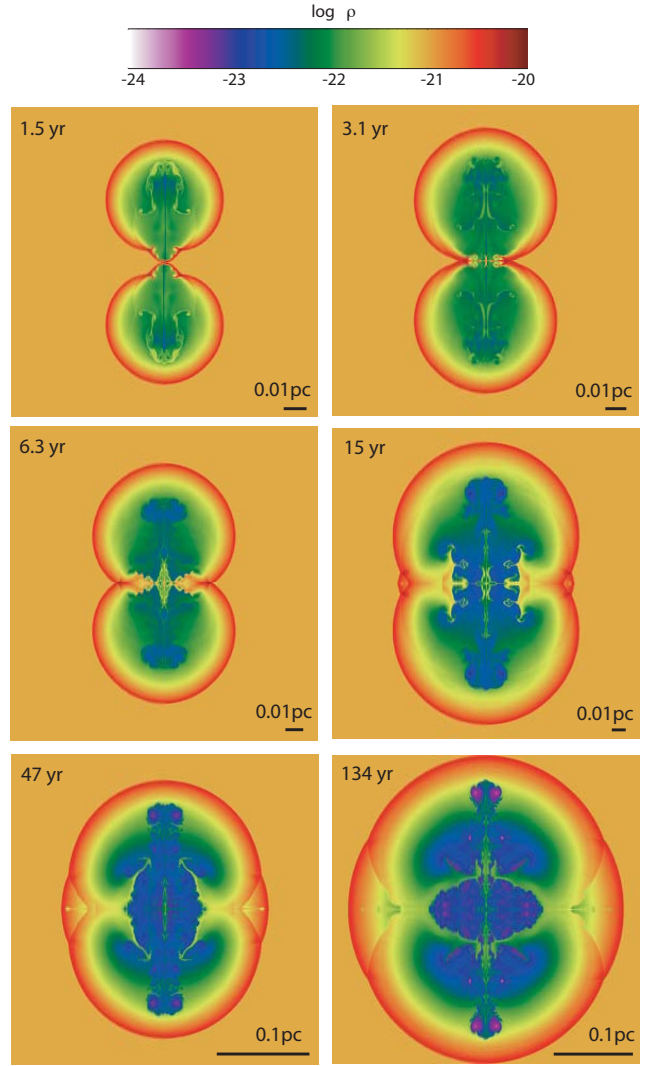 log ρ
-24 -23 -22 -21 -20
1.5 yr
0.01pc
3.1 yr
0.01pc
6.3 yr
0.01pc
15 yr
0.01pc
47 yr
0.1pc
134 yr
0.1pc